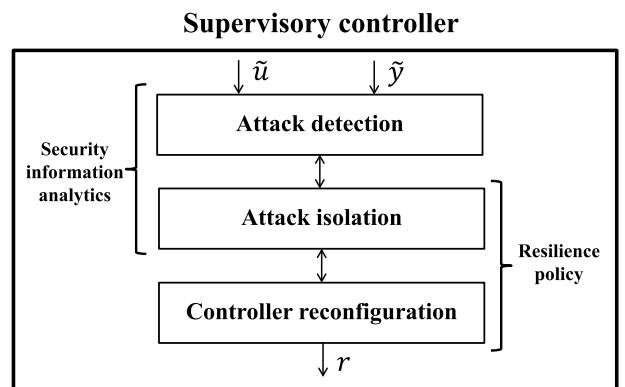 Supervisory controller
ũ
ỹ
Attack detection
Security
information
analytics
Attack isolation
Resilience
policy
Controller reconfiguration
r